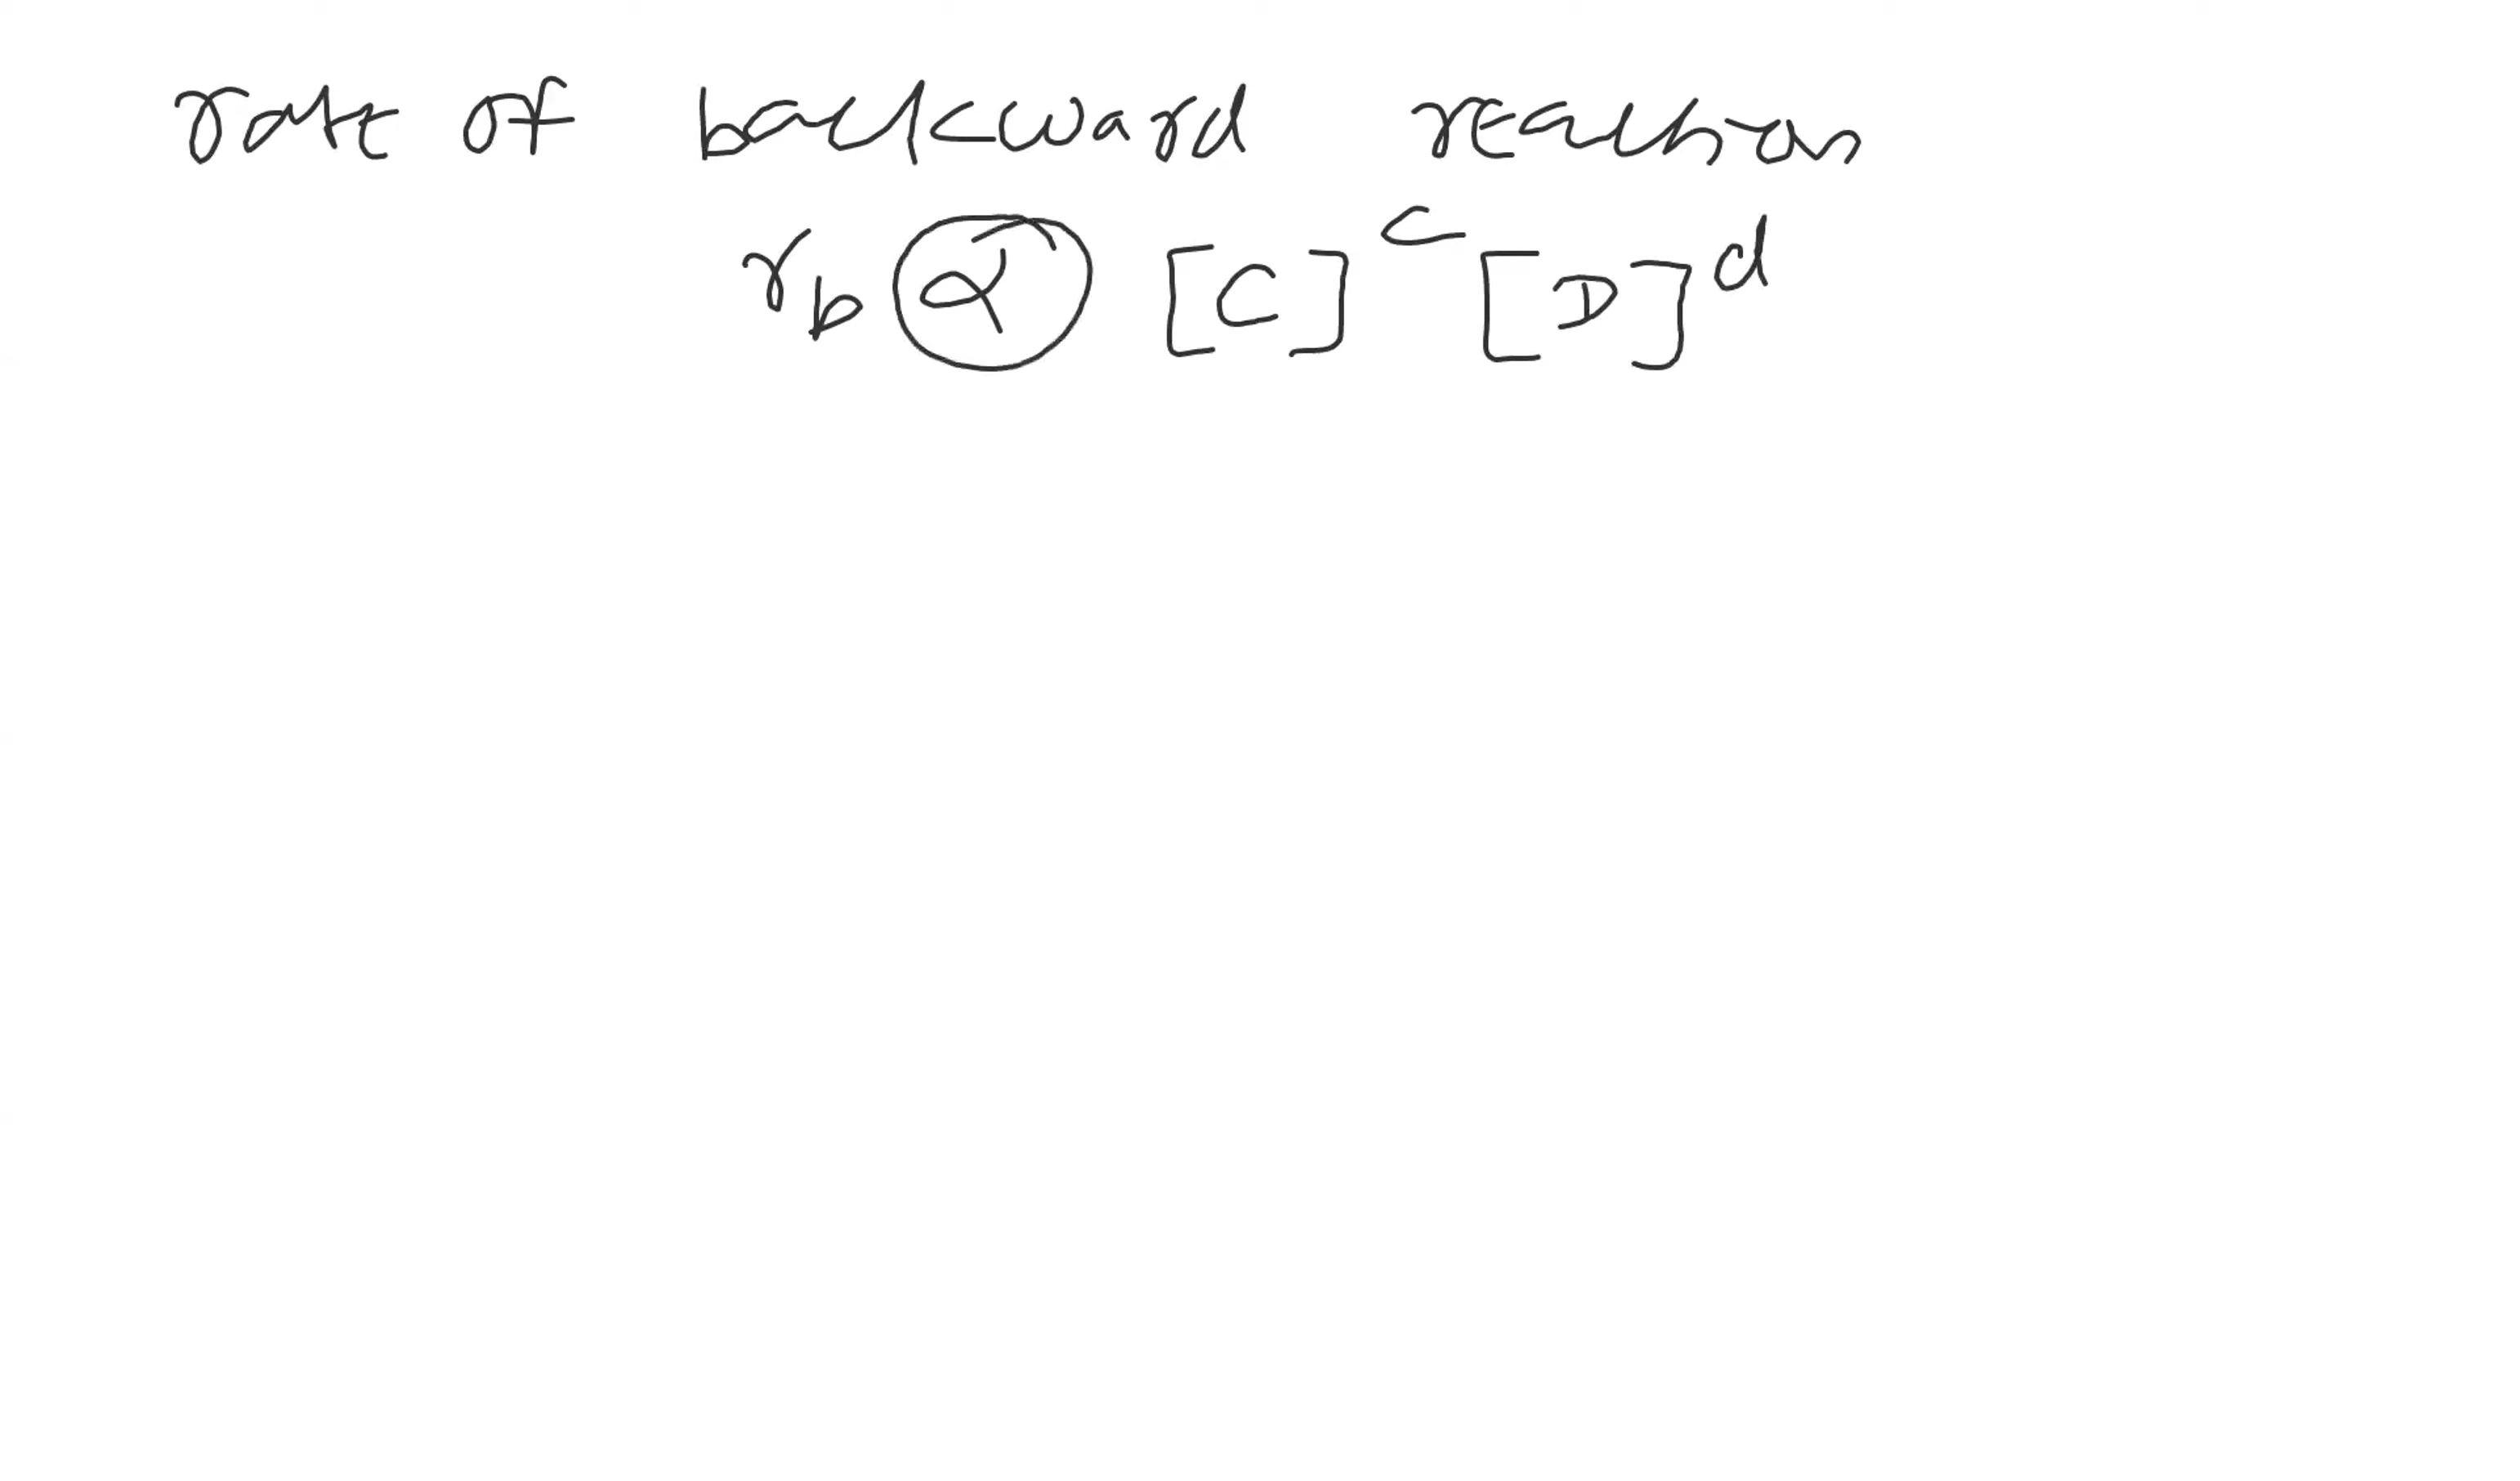 rate of backward reaction
r_b ∝ [C]^c [D]^d